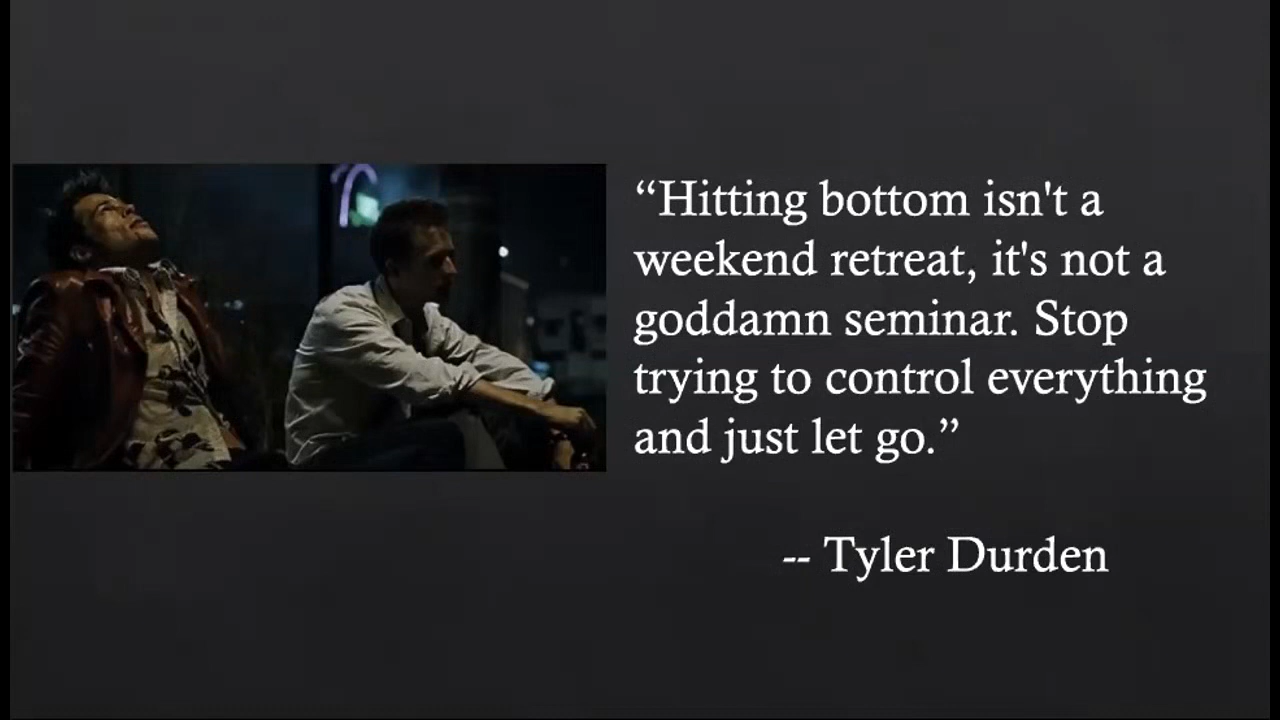 “Hitting bottom isn't a
weekend retreat, it's not a
goddamn seminar. Stop
trying to control everything
and just let go.”
-- Tyler Durden